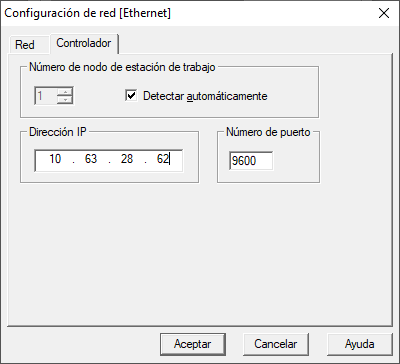 Configuración de red [Ethernet]
Red Controlador
Número de nodo de estación de trabajo
1 Detectar automáticamente
Dirección IP Número de puerto
10 . 63 . 28 . 62 9600
Aceptar Cancelar Ayuda